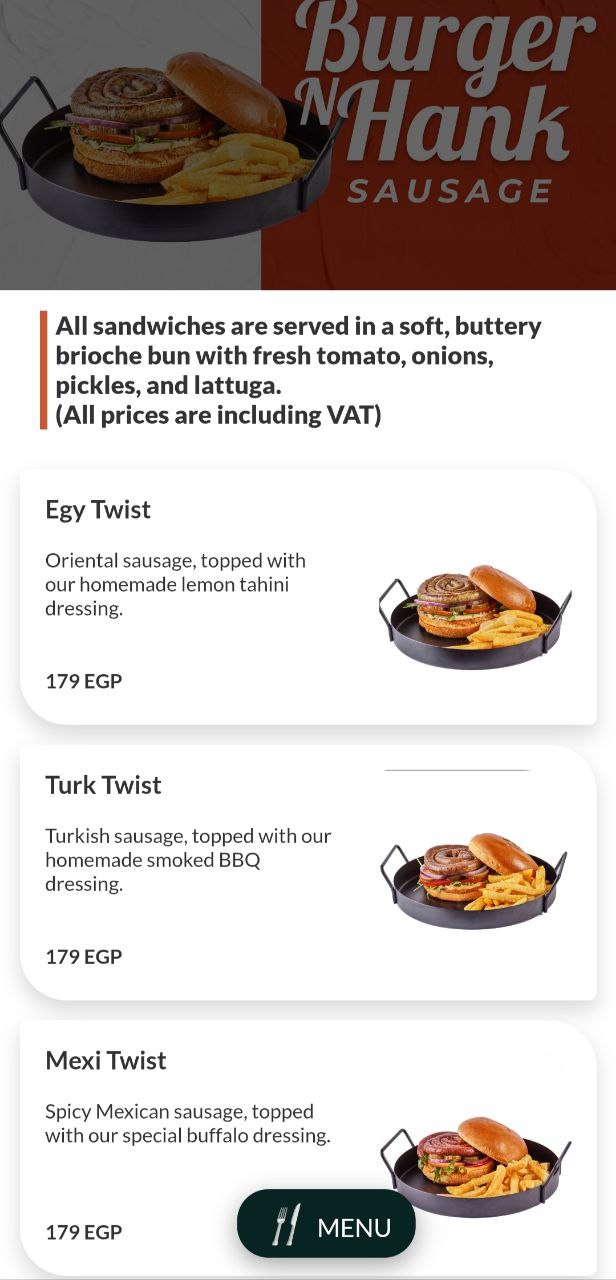 Burger
N Hank
SAUSAGE
All sandwiches are served in a soft, buttery
brioche bun with fresh tomato, onions,
pickles, and lattuga.
(All prices are including VAT)
Egy Twist
Oriental sausage, topped with
our homemade lemon tahini
dressing.
179 EGP
Turk Twist
Turkish sausage, topped with our
homemade smoked BBQ
dressing.
179 EGP
Mexi Twist
Spicy Mexican sausage, topped
with our special buffalo dressing.
179 EGP
MENU